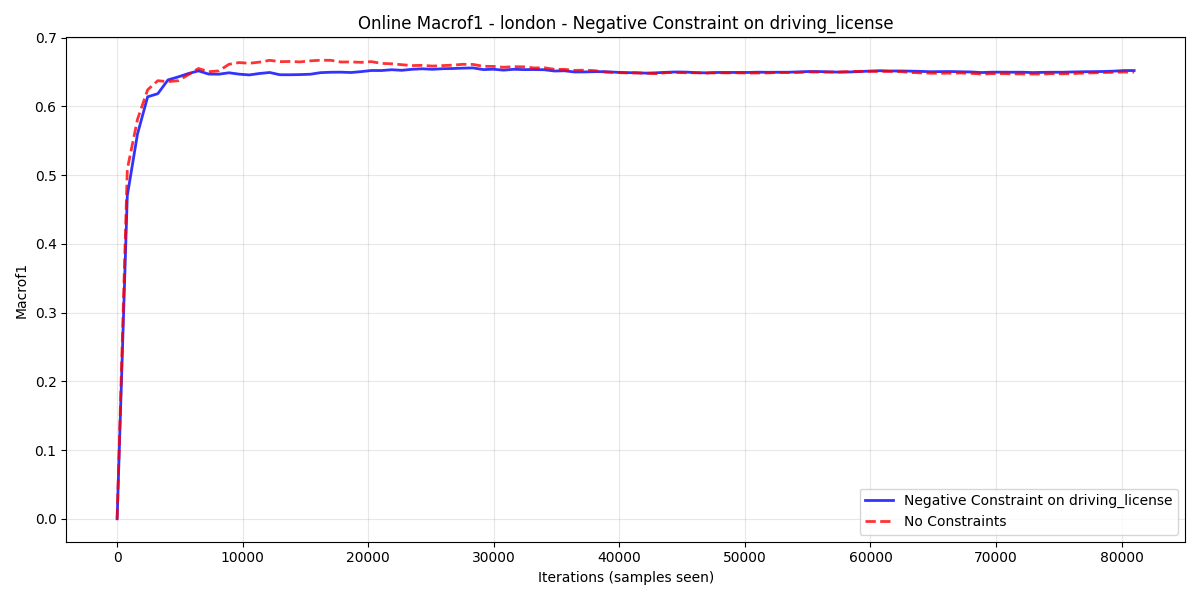 Online Macrof1 - london - Negative Constraint on driving_license
0.7
0.6
0.5
0.4
0.3
0.2
0.1
0.0
Macrof1
0 10000 20000 30000 40000 50000 60000 70000 80000
Iterations (samples seen)
Negative Constraint on driving_license
No Constraints